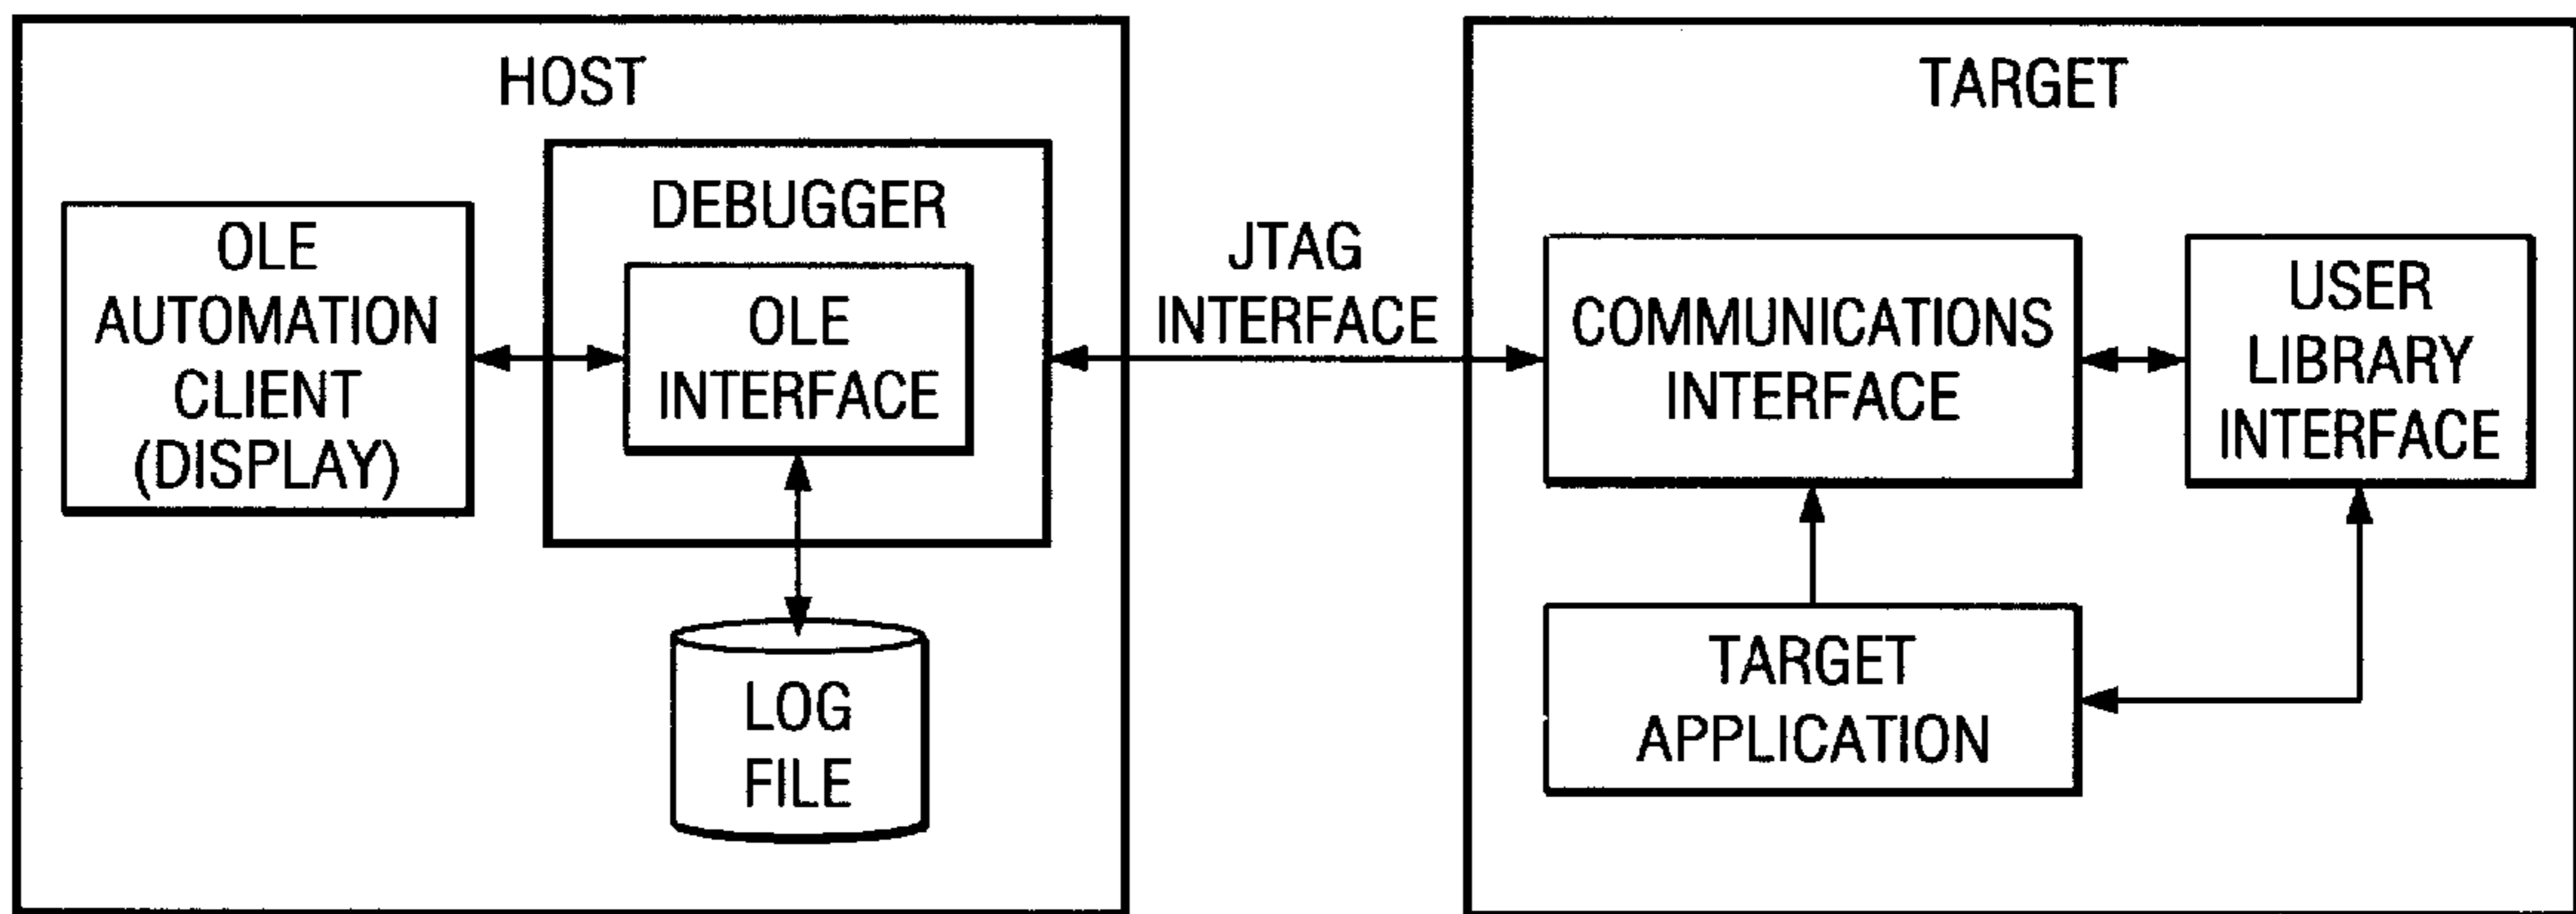 HOST
OLE
AUTOMATION
CLIENT
(DISPLAY)
DEBUGGER
OLE
INTERFACE
LOG
FILE
JTAG
INTERFACE
TARGET
COMMUNICATIONS
INTERFACE
USER
LIBRARY
INTERFACE
TARGET
APPLICATION